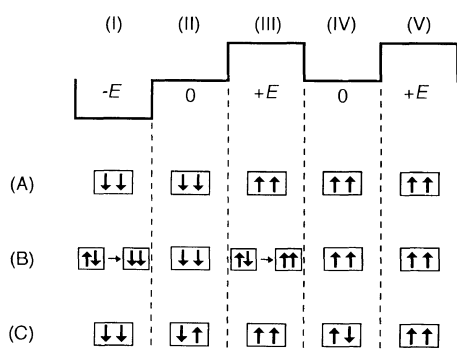 (I) (II) (III) (IV) (V)
-E 0 +E 0 +E
(A) ↓↓ ↓↓ ↑↑ ↑↑ ↑↑
(B) ↑↓ → ↓↓ ↓↓ ↑↓ → ↑↑ ↑↑ ↑↑
(C) ↓↓ ↓↑ ↑↑ ↑↓ ↑↑